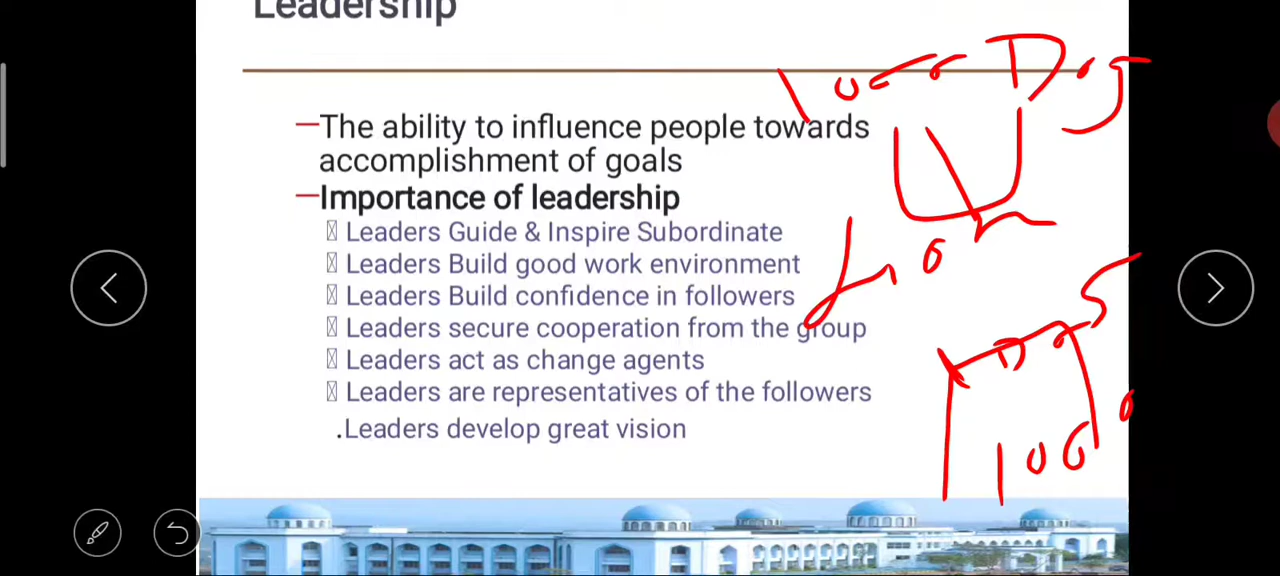 Leadership
The ability to influence people towards
accomplishment of goals
Importance of leadership
Leaders Guide & Inspire Subordinate
Leaders Build good work environment
Leaders Build confidence in followers
Leaders secure cooperation from the group
Leaders act as change agents
Leaders are representatives of the followers
.Leaders develop great vision
Dog
Lion
100